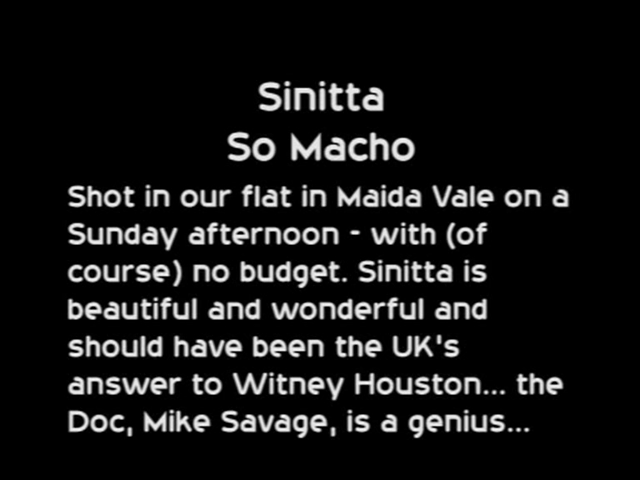 Sinitta
So Macho
Shot in our flat in Maida Vale on a
Sunday afternoon - with (of
course) no budget. Sinitta is
beautiful and wonderful and
should have been the UK's
answer to Witney Houston... the
Doc, Mike Savage, is a genius...